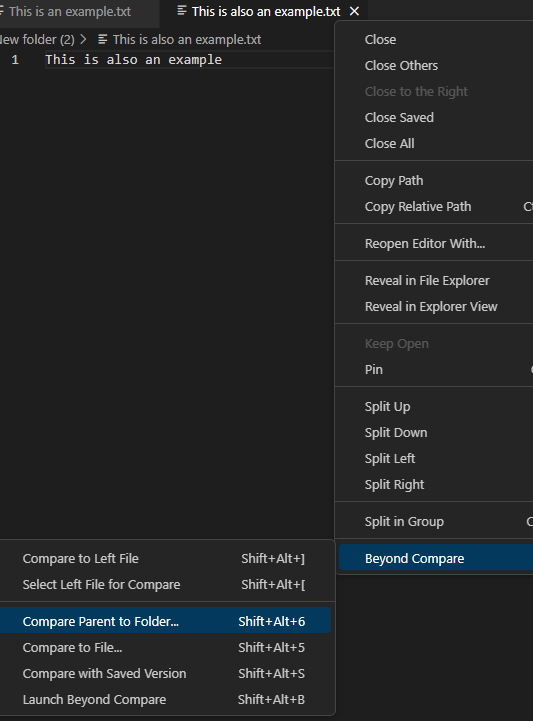 This is an example.txt
This is also an example.txt
New folder (2) > This is also an example.txt
1 This is also an example
Close
Close Others
Close to the Right
Close Saved
Close All
Copy Path
Copy Relative Path
Reopen Editor With...
Reveal in File Explorer
Reveal in Explorer View
Keep Open
Pin
Split Up
Split Down
Split Left
Split Right
Split in Group
Beyond Compare
Compare to Left File Shift+Alt+]
Select Left File for Compare Shift+Alt+[
Compare Parent to Folder... Shift+Alt+6
Compare to File... Shift+Alt+5
Compare with Saved Version Shift+Alt+S
Launch Beyond Compare Shift+Alt+B